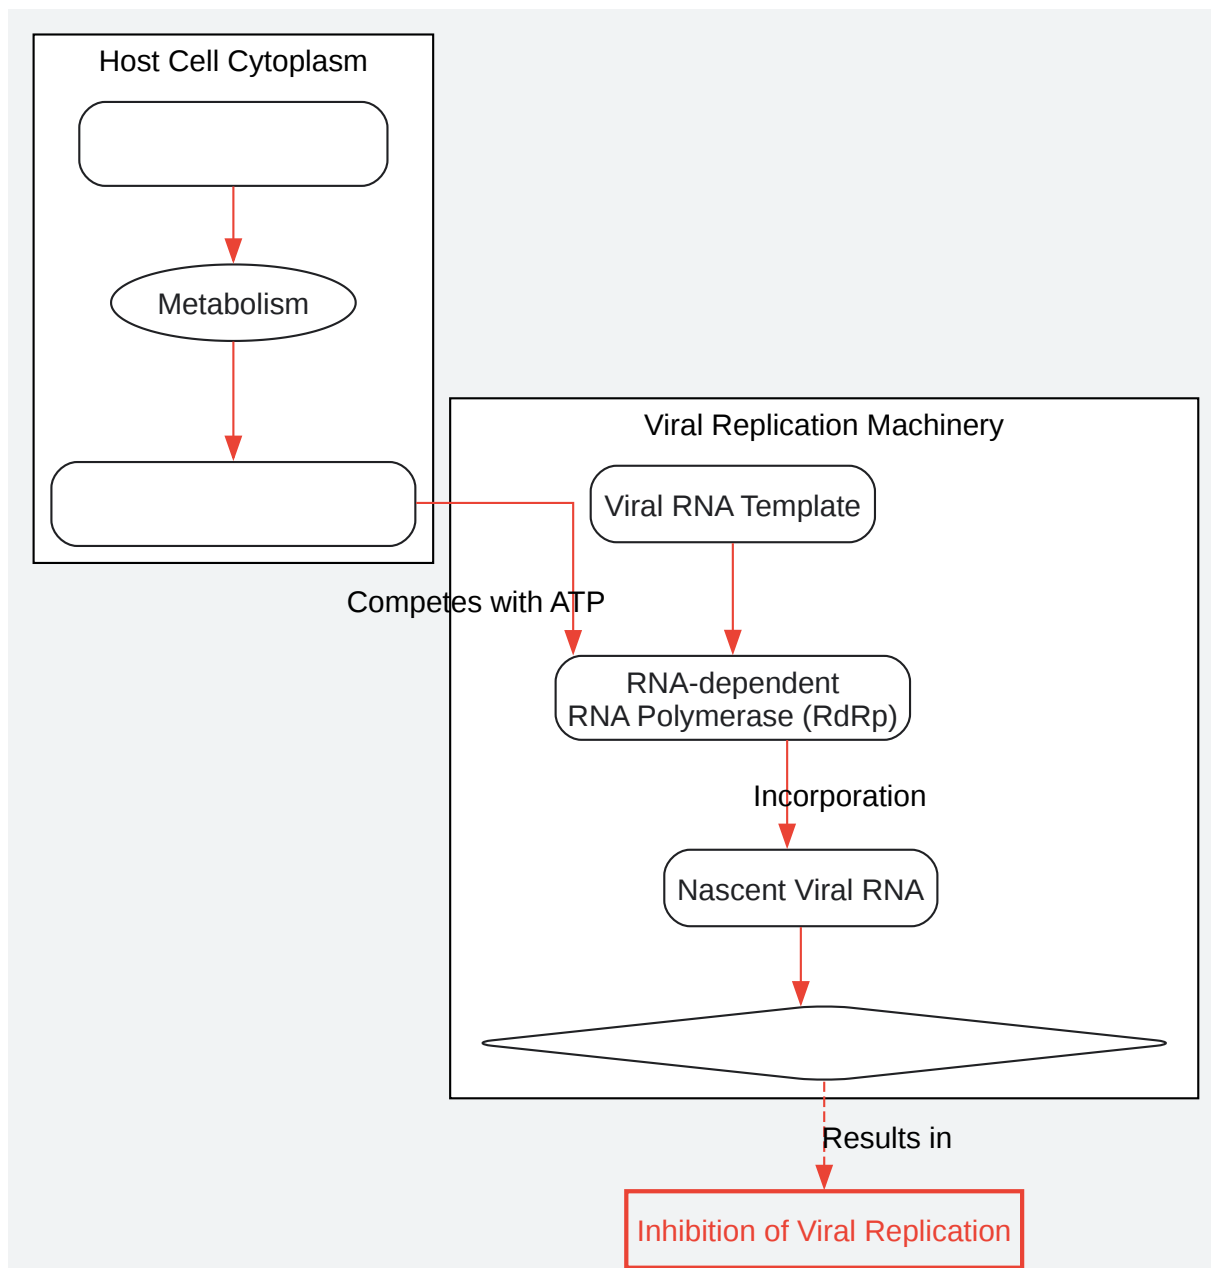 Host Cell Cytoplasm
Metabolism
Viral Replication Machinery
Viral RNA Template
Competes with ATP
RNA-dependent
RNA Polymerase (RdRp)
Incorporation
Nascent Viral RNA
Results in
Inhibition of Viral Replication